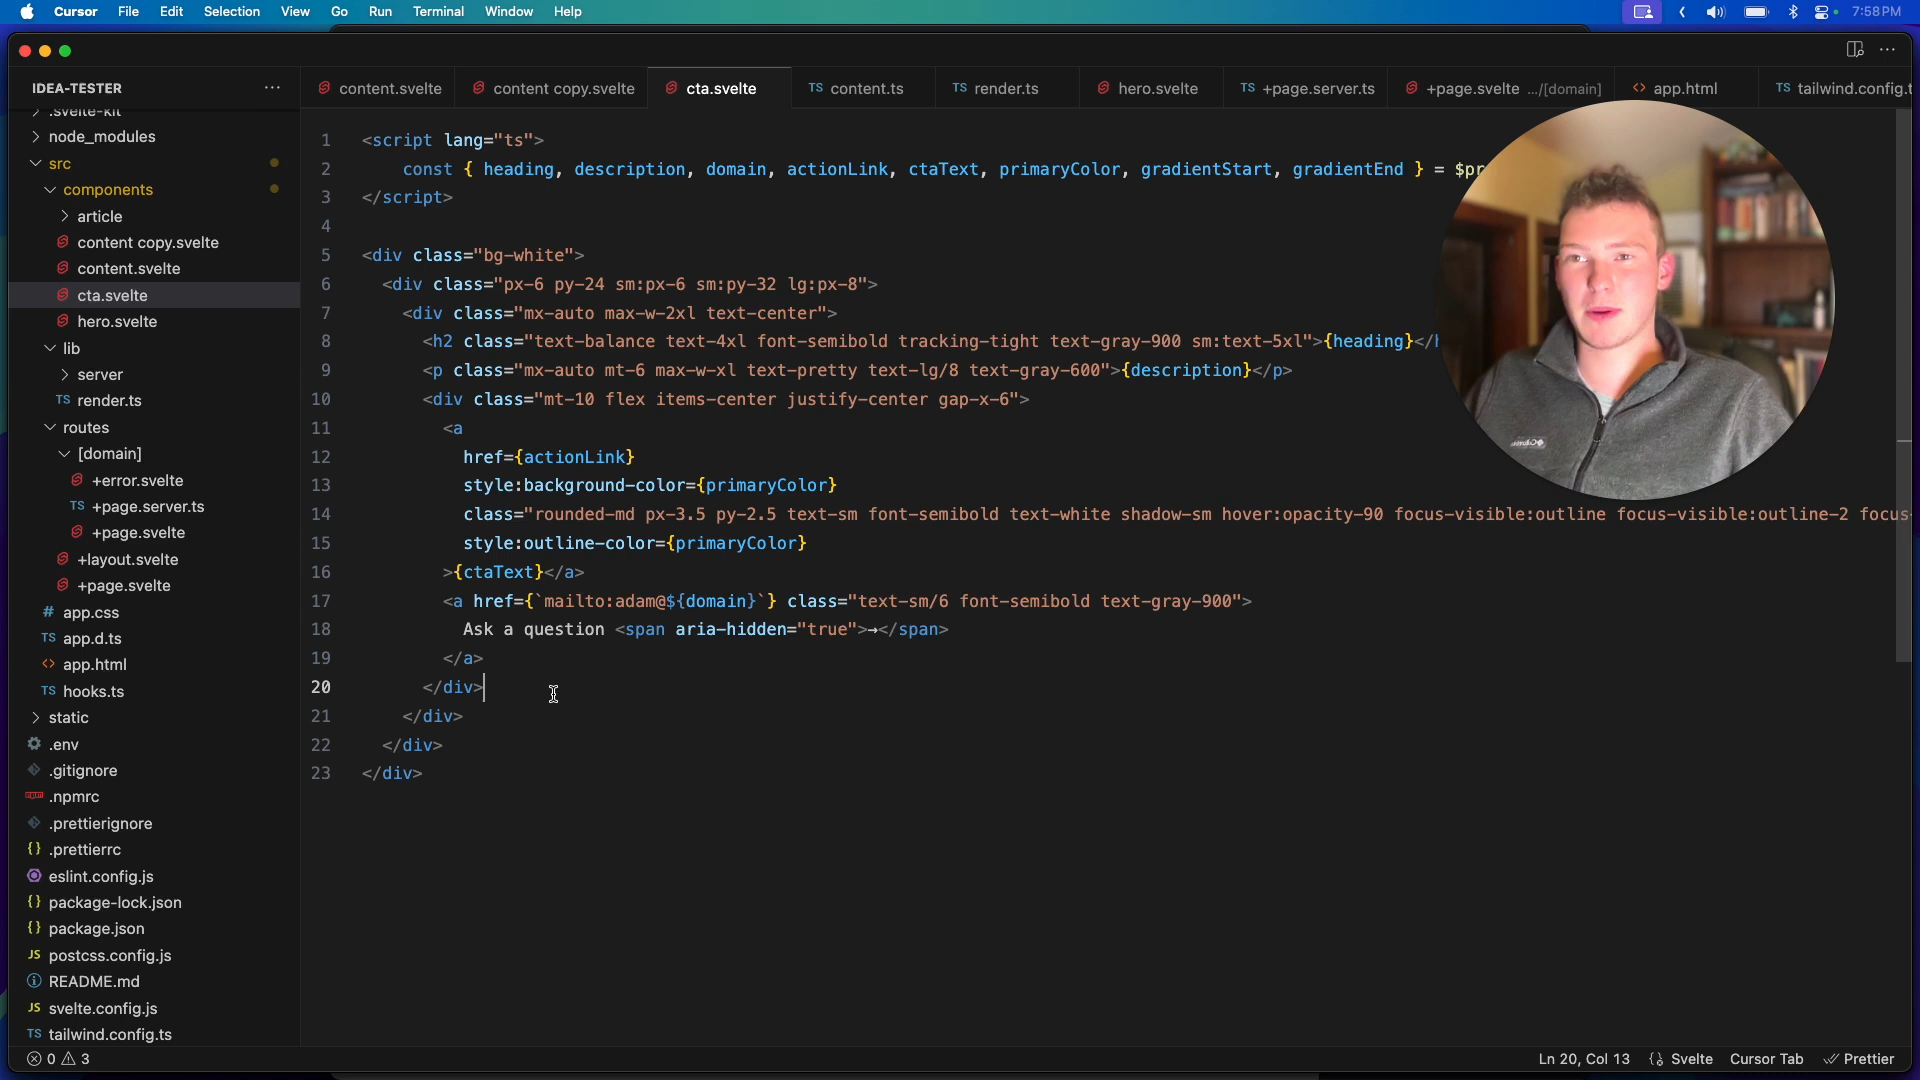 Cursor File Edit Selection View Go Run Terminal Window Help 7:58 PM
IDEA-TESTER
.svelte-kit
node_modules
src
components
article
content copy.svelte
content.svelte
cta.svelte
hero.svelte
lib
server
TS render.ts
routes
[domain]
+error.svelte
TS +page.server.ts
+page.svelte
+layout.svelte
+page.svelte
# app.css
TS app.d.ts
<> app.html
TS hooks.ts
static
.env
.gitignore
.npmrc
.prettierignore
{} .prettierrc
eslint.config.js
{} package-lock.json
{} package.json
JS postcss.config.js
README.md
JS svelte.config.js
TS tailwind.config.ts
content.svelte content copy.svelte cta.svelte TS content.ts TS render.ts hero.svelte TS +page.server.ts +page.svelte .../[domain] <> app.html TS tailwind.config.t
1 <script lang="ts">
2 const { heading, description, domain, actionLink, ctaText, primaryColor, gradientStart, gradientEnd } = $pr
3 </script>
4
5 <div class="bg-white">
6 <div class="px-6 py-24 sm:px-6 sm:py-32 lg:px-8">
7 <div class="mx-auto max-w-2xl text-center">
8 <h2 class="text-balance text-4xl font-semibold tracking-tight text-gray-900 sm:text-5xl">{heading}</h
9 <p class="mx-auto mt-6 max-w-xl text-pretty text-lg/8 text-gray-600">{description}</p>
10 <div class="mt-10 flex items-center justify-center gap-x-6">
11 <a
12 href={actionLink}
13 style:background-color={primaryColor}
14 class="rounded-md px-3.5 py-2.5 text-sm font-semibold text-white shadow-sm hover:opacity-90 focus-visible:outline focus-visible:outline-2 focus-
15 style:outline-color={primaryColor}
16 >{ctaText}</a>
17 <a href={`mailto:adam@${domain}`} class="text-sm/6 font-semibold text-gray-900">
18 Ask a question <span aria-hidden="true">→</span>
19 </a>
20 </div>
21 </div>
22 </div>
23 </div>
0 3
Ln 20, Col 13 Svelte Cursor Tab Prettier